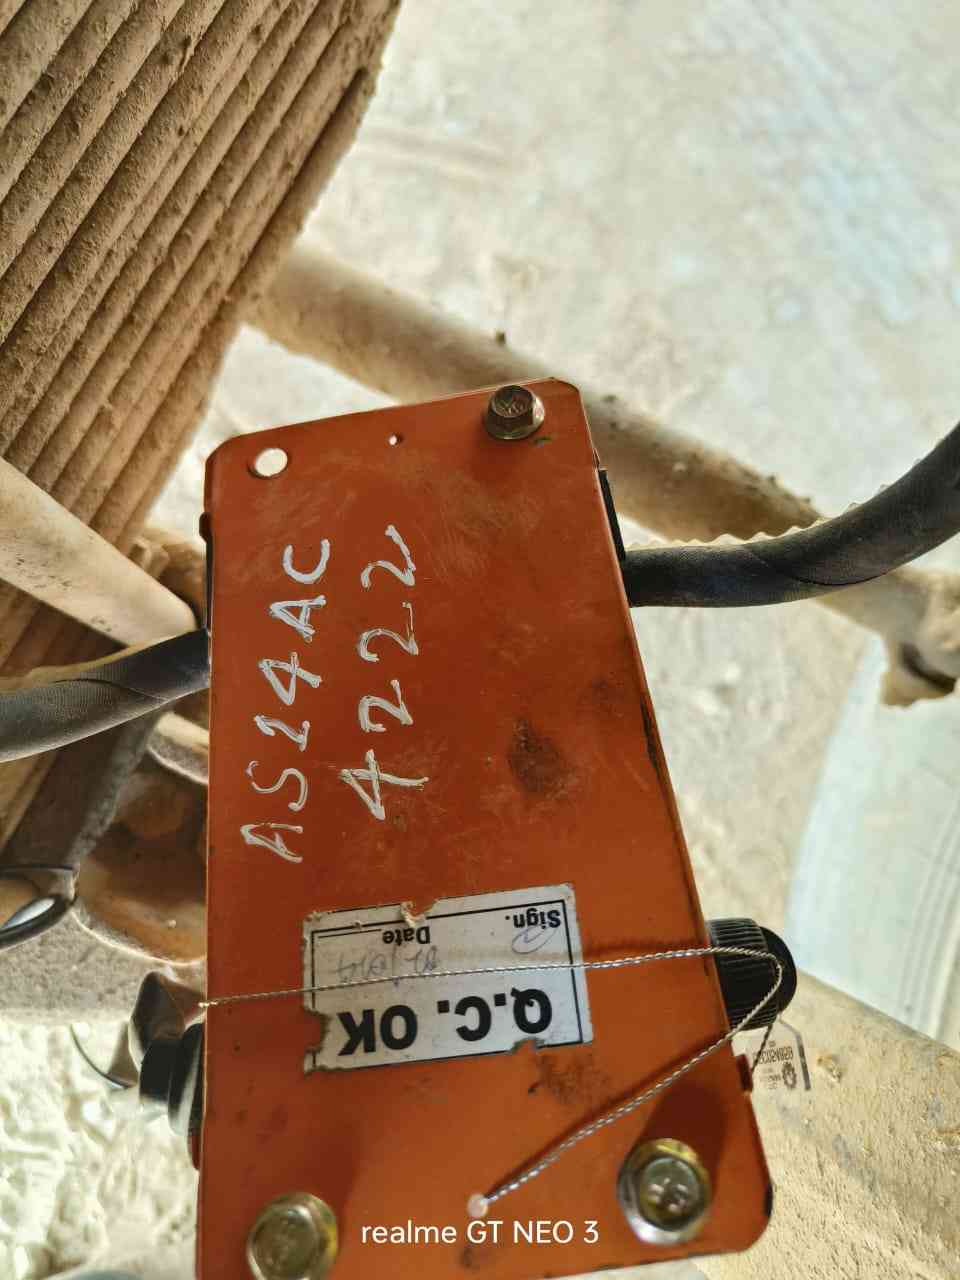 AS24AC
4222
Q.C. OK
Date
Sign.
realme GT NEO 3